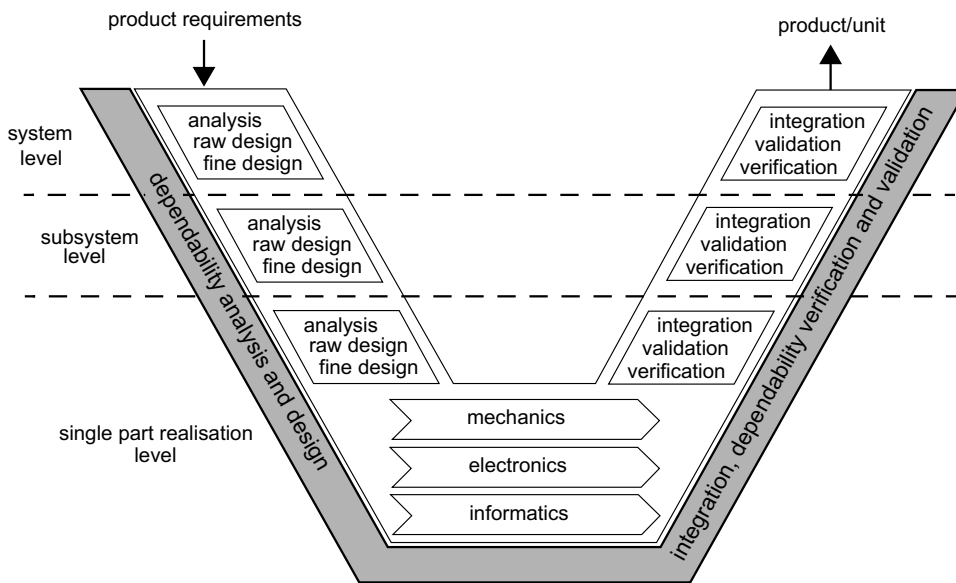 product requirements
product/unit
system
level
analysis
raw design
fine design
integration
validation
verification
subsystem
level
analysis
raw design
fine design
integration
validation
verification
analysis
raw design
fine design
integration
validation
verification
single part realisation
level
mechanics
electronics
informatics
dependability analysis and design
integration, dependability verification and validation